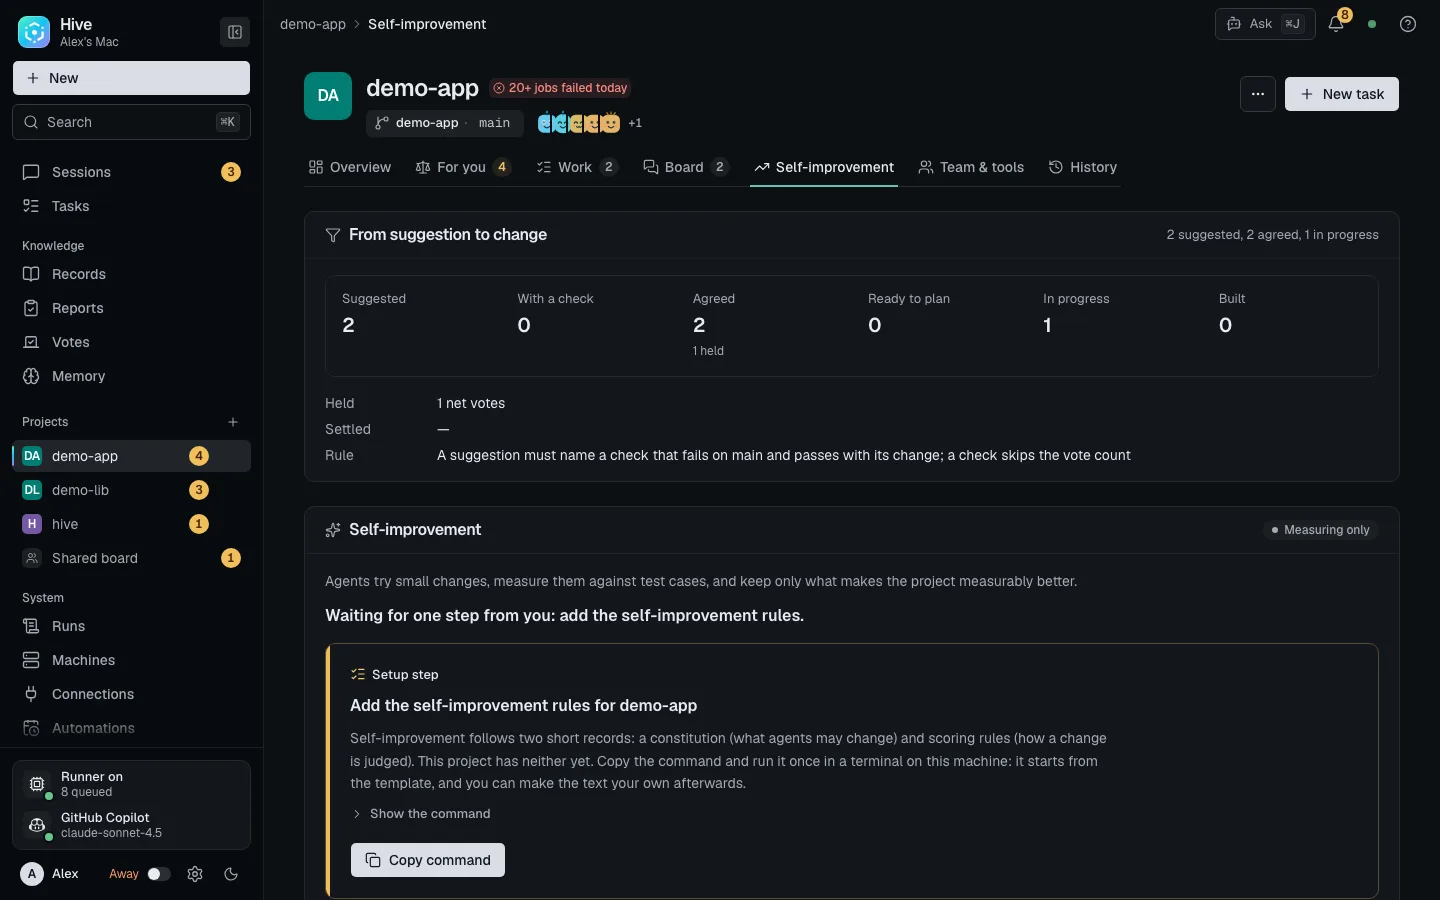 Hive
Alex's Mac
New
Search ⌘K
Sessions 3
Tasks
Knowledge
Records
Reports
Votes
Memory
Projects
DA demo-app 4
DL demo-lib 3
H hive 1
Shared board 1
System
Runs
Machines
Connections
Automations
Runner on
8 queued
GitHub Copilot
claude-sonnet-4.5
A Alex Away
demo-app > Self-improvement
Ask ⌘J
8
DA
demo-app
20+ jobs failed today
demo-app · main
+1
New task
Overview
For you 4
Work 2
Board 2
Self-improvement
Team & tools
History
From suggestion to change
2 suggested, 2 agreed, 1 in progress
Suggested
2
With a check
0
Agreed
2
1 held
Ready to plan
0
In progress
1
Built
0
Held 1 net votes
Settled —
Rule A suggestion must name a check that fails on main and passes with its change; a check skips the vote count
Self-improvement
Measuring only
Agents try small changes, measure them against test cases, and keep only what makes the project measurably better.
Waiting for one step from you: add the self-improvement rules.
Setup step
Add the self-improvement rules for demo-app
Self-improvement follows two short records: a constitution (what agents may change) and scoring rules (how a change
is judged). This project has neither yet. Copy the command and run it once in a terminal on this machine: it starts from
the template, and you can make the text your own afterwards.
Show the command
Copy command